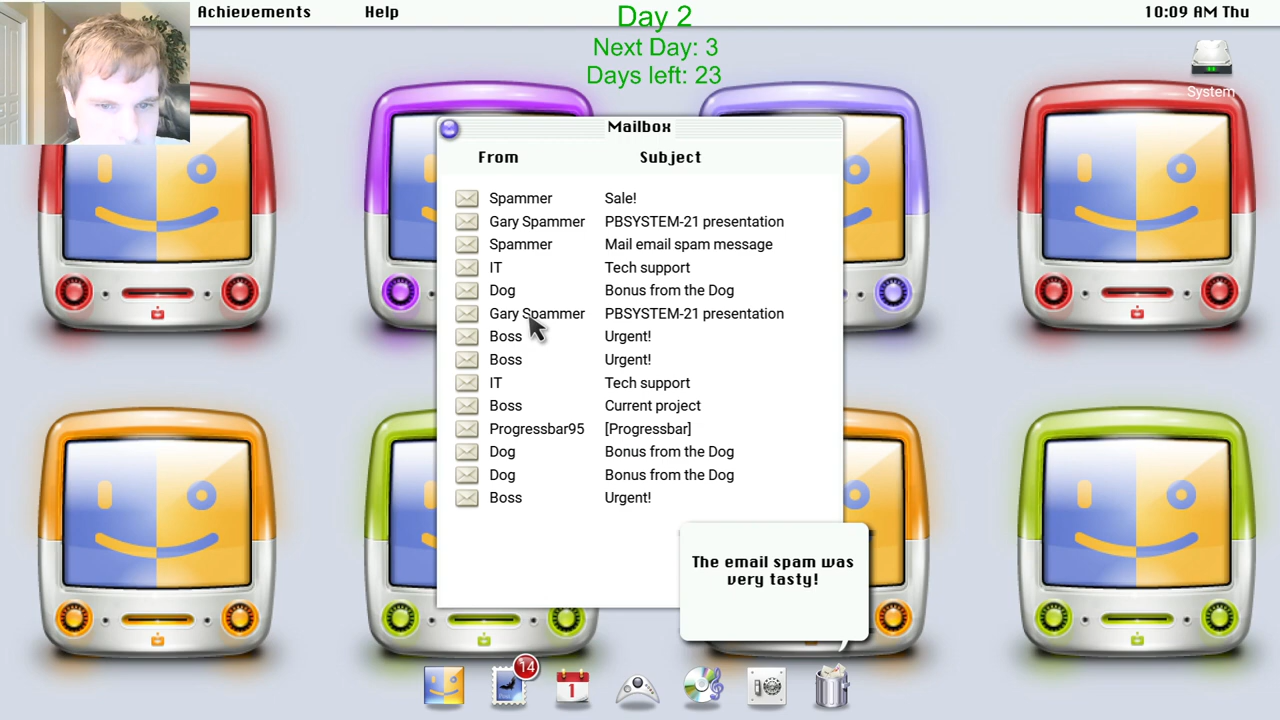 Achievements Help
Day 2
Next Day: 3
Days left: 23
10:09 AM Thu
System
Mailbox
From Subject
Spammer Sale!
Gary Spammer PBSYSTEM-21 presentation
Spammer Mail email spam message
IT Tech support
Dog Bonus from the Dog
Gary Spammer PBSYSTEM-21 presentation
Boss Urgent!
Boss Urgent!
IT Tech support
Boss Current project
Progressbar95 [Progressbar]
Dog Bonus from the Dog
Dog Bonus from the Dog
Boss Urgent!
The email spam was
very tasty!
14
1